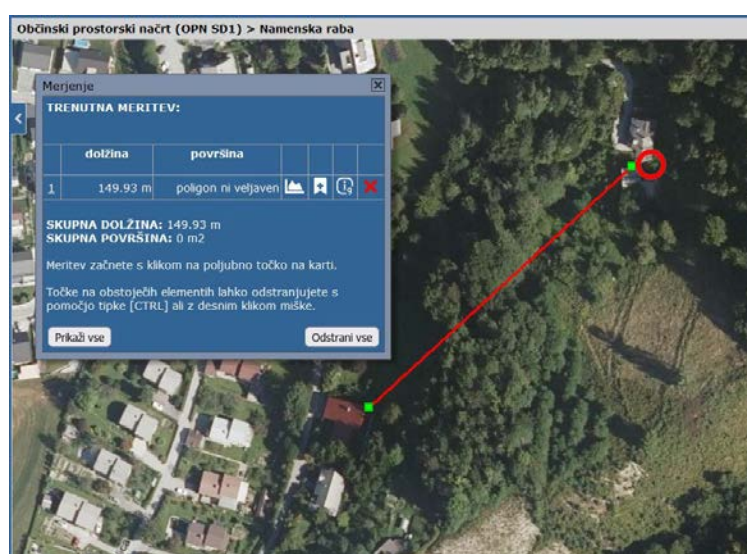 Občinski prostorski načrt (OPN SD1) > Namenska raba
Merjenje
TRENUTNA MERITEV:
dolžina površina
1 149.93 m poligon ni veljaven
SKUPNA DOLŽINA: 149.93 m
SKUPNA POVRŠINA: 0 m2
Meritev začnete s klikom na poljubno točko na karti.
Točke na obstoječih elementih lahko odstranjujete s
pomočjo tipke [CTRL] ali z desnim klikom miške.
Prikaži vse Odstrani vse